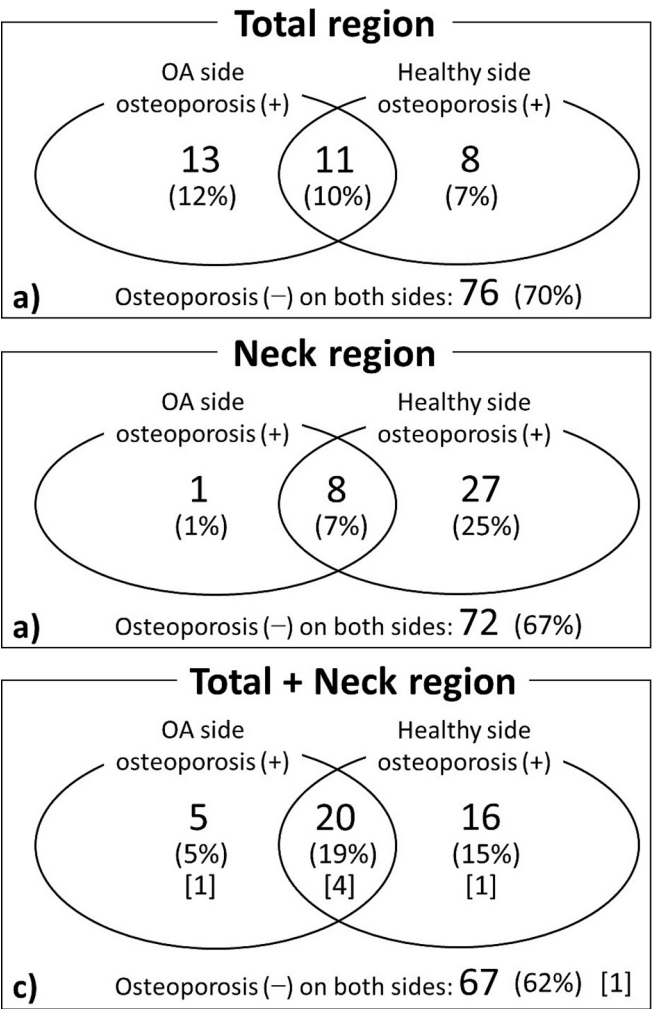 Total region
OA side Healthy side
osteoporosis (+) osteoporosis (+)
13 11 8
(12%) (10%) (7%)
a) Osteoporosis (−) on both sides: 76 (70%)
Neck region
OA side Healthy side
osteoporosis (+) osteoporosis (+)
1 8 27
(1%) (7%) (25%)
a) Osteoporosis (−) on both sides: 72 (67%)
Total + Neck region
OA side Healthy side
osteoporosis (+) osteoporosis (+)
5 20 16
(5%) (19%) (15%)
[1] [4] [1]
c) Osteoporosis (−) on both sides: 67 (62%) [1]